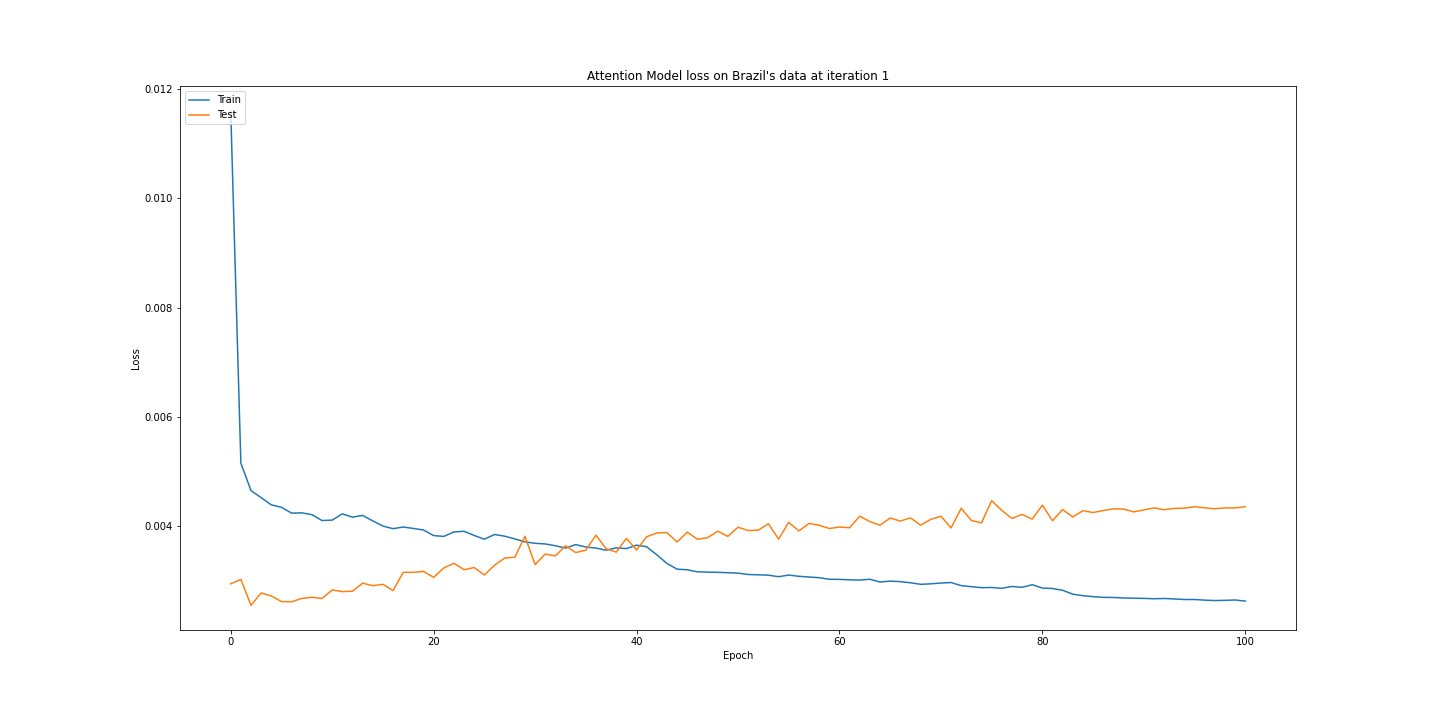 Attention Model loss on Brazil's data at iteration 1
Train
Test
0.012
0.010
0.008
0.006
0.004
Loss
0 20 40 60 80 100
Epoch